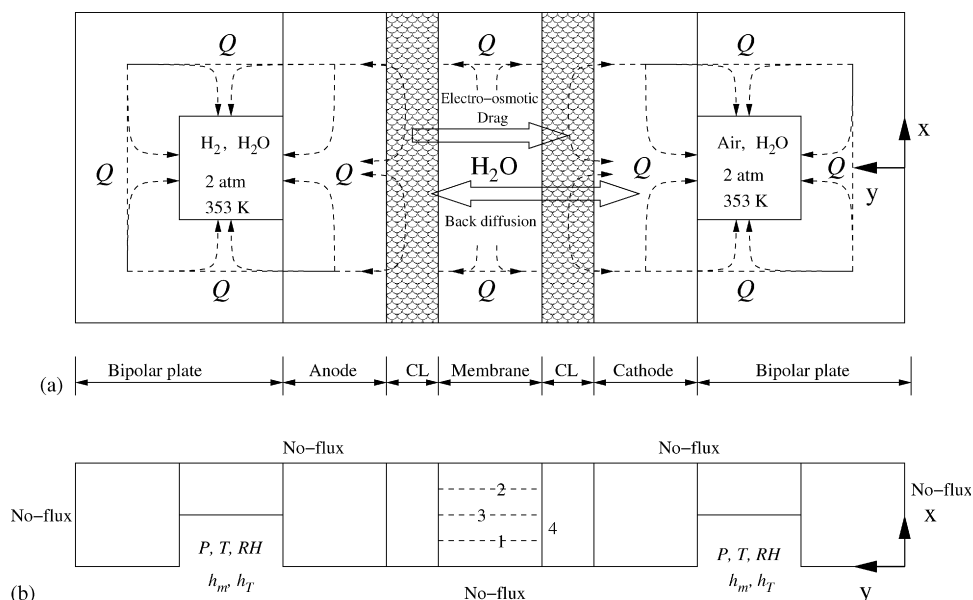 Q Q Q
Electro-osmotic
Drag
H₂, H₂O
2 atm
353 K
Q Q
H₂O
Back diffusion
Air, H₂O
2 atm
353 K
Q Q
x
y
Q Q Q
(a)
Bipolar plate Anode CL Membrane CL Cathode Bipolar plate
No-flux No-flux
No-flux
2
3
1
4
No-flux
x
P, T, RH
hm, hT
P, T, RH
hm, hT
y
(b)
No-flux